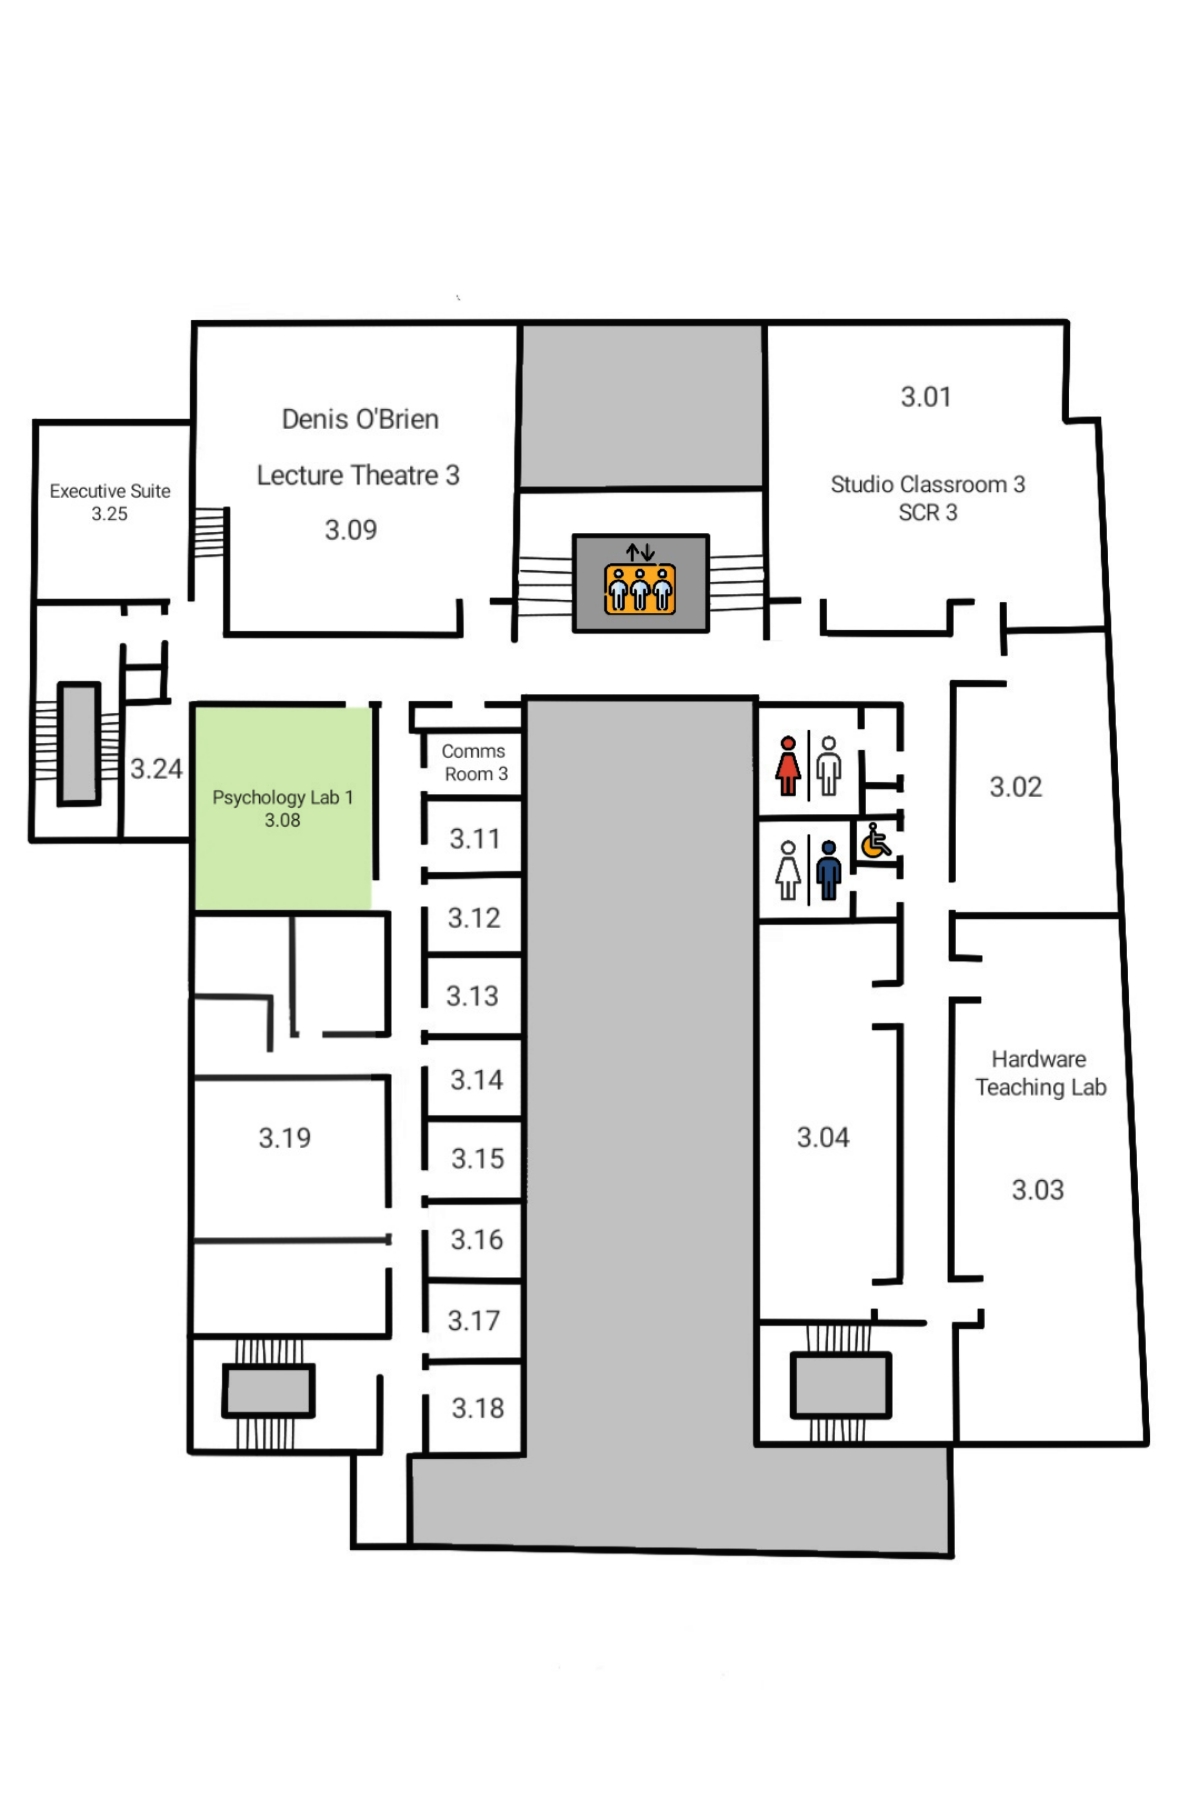 Denis O'Brien
Lecture Theatre 3
3.09
3.01
Studio Classroom 3
SCR 3
Executive Suite
3.25
3.24
Psychology Lab 1
3.08
Comms
Room 3
3.11
3.12
3.13
3.14
3.15
3.16
3.17
3.18
3.19
3.02
3.04
Hardware
Teaching Lab
3.03